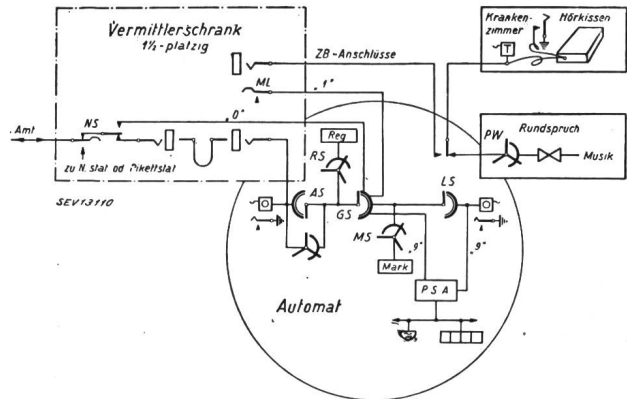 Vermittlerschrank
1½-platzig
ZB-Anschlüsse
Kranken-
zimmer
Hörkissen
T
ML
"1"
NS
"0"
Amt
zu N.stat od Pikettstat
SEV13110
Reg
RS
AS
GS
LS
MS
"9"
"9"
Mark
PSA
PW
Rundspruch
Musik
Automat